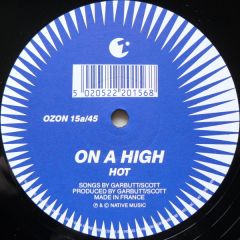 5 020522 201568
OZON 15a/45
ON A HIGH
HOT
SONGS BY GARBUTT/SCOTT
PRODUCED BY GARBUTT/SCOTT
MADE IN FRANCE
℗ & © NATIVE MUSIC